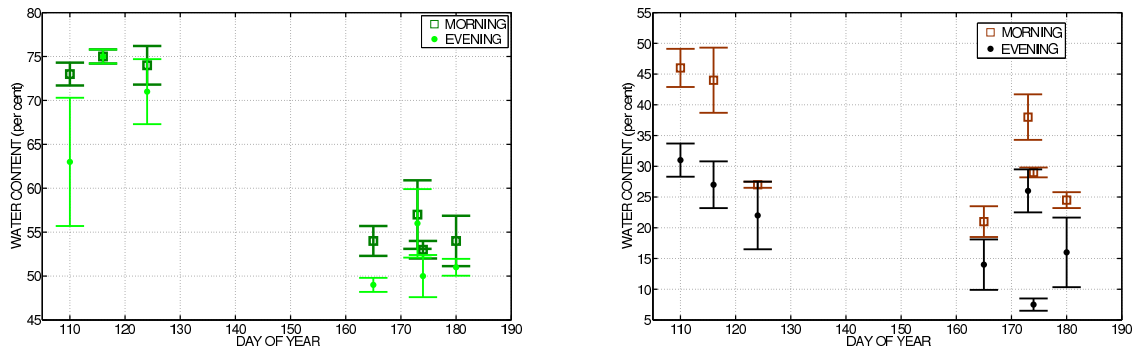 80
75
70
65
60
55
50
45
WATER CONTENT (per cent)
MORNING
EVENING
110 120 130 140 150 160 170 180 190
DAY OF YEAR
55
50
45
40
35
30
25
20
15
10
5
WATER CONTENT (per cent)
MORNING
EVENING
110 120 130 140 150 160 170 180 190
DAY OF YEAR